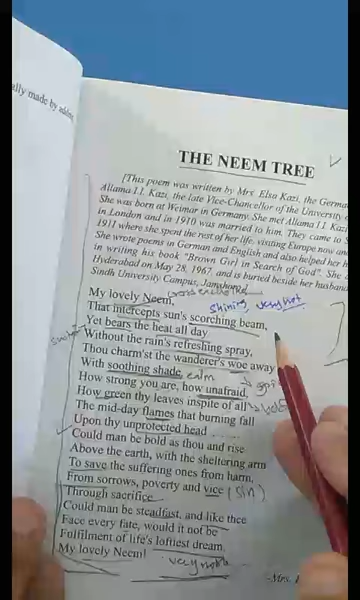 ally made by adding
THE NEEM TREE
[This poem was written by Mrs. Elsa Kazi, the Germa
Allama I.I. Kazi, the late Vice-Chancellor of the University o
She was born at Weimar in Germany. She met Allama I.I. Kazi
in London and in 1910 was married to him. They came to S
1911 where she spent the rest of her life, visiting Europe now an
She wrote poems in German and English and also helped her h
in writing his book "Brown Girl in Search of God". She d
Hyderabad on May 28, 1967, and is buried beside her husban
Sindh University Campus, Jamshoro]
My lovely Neem,
shining very hot
That intercepts sun's scorching beam,
Yet bears the heat all day
Without the rain's refreshing spray,
Thou charm'st the wanderer's woe away
With soothing shade, calm
How strong you are, how unafraid,
How green thy leaves inspite of all
The mid-day flames that burning fall
Upon thy unprotected head
Could man be bold as thou and rise
Above the earth, with the sheltering arm
To save the suffering ones from harm,
From sorrows, poverty and vice (sin)
Through sacrifice
Could man be steadfast, and like thee
Face every fate, would it not be
Fulfilment of life's loftiest dream
My lovely Neem!
-Mrs.